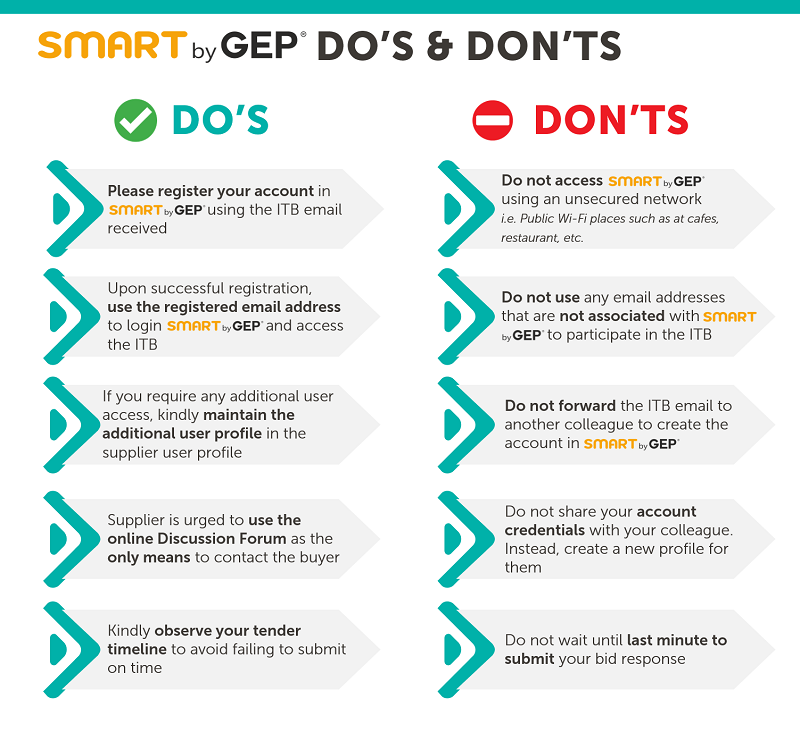 SMART by GEP® DO'S & DON'TS
DO'S
Please register your account in
SMART by GEP® using the ITB email
received
Upon successful registration,
use the registered email address
to login SMART by GEP® and access
the ITB
If you require any additional user
access, kindly maintain the
additional user profile in the
supplier user profile
Supplier is urged to use the
online Discussion Forum as the
only means to contact the buyer
Kindly observe your tender
timeline to avoid failing to submit
on time
DON'TS
Do not access SMART by GEP®
using an unsecured network
i.e. Public Wi-Fi places such as at cafes,
restaurant, etc.
Do not use any email addresses
that are not associated with SMART
by GEP® to participate in the ITB
Do not forward the ITB email to
another colleague to create the
account in SMART by GEP®
Do not share your account
credentials with your colleague.
Instead, create a new profile for
them
Do not wait until last minute to
submit your bid response